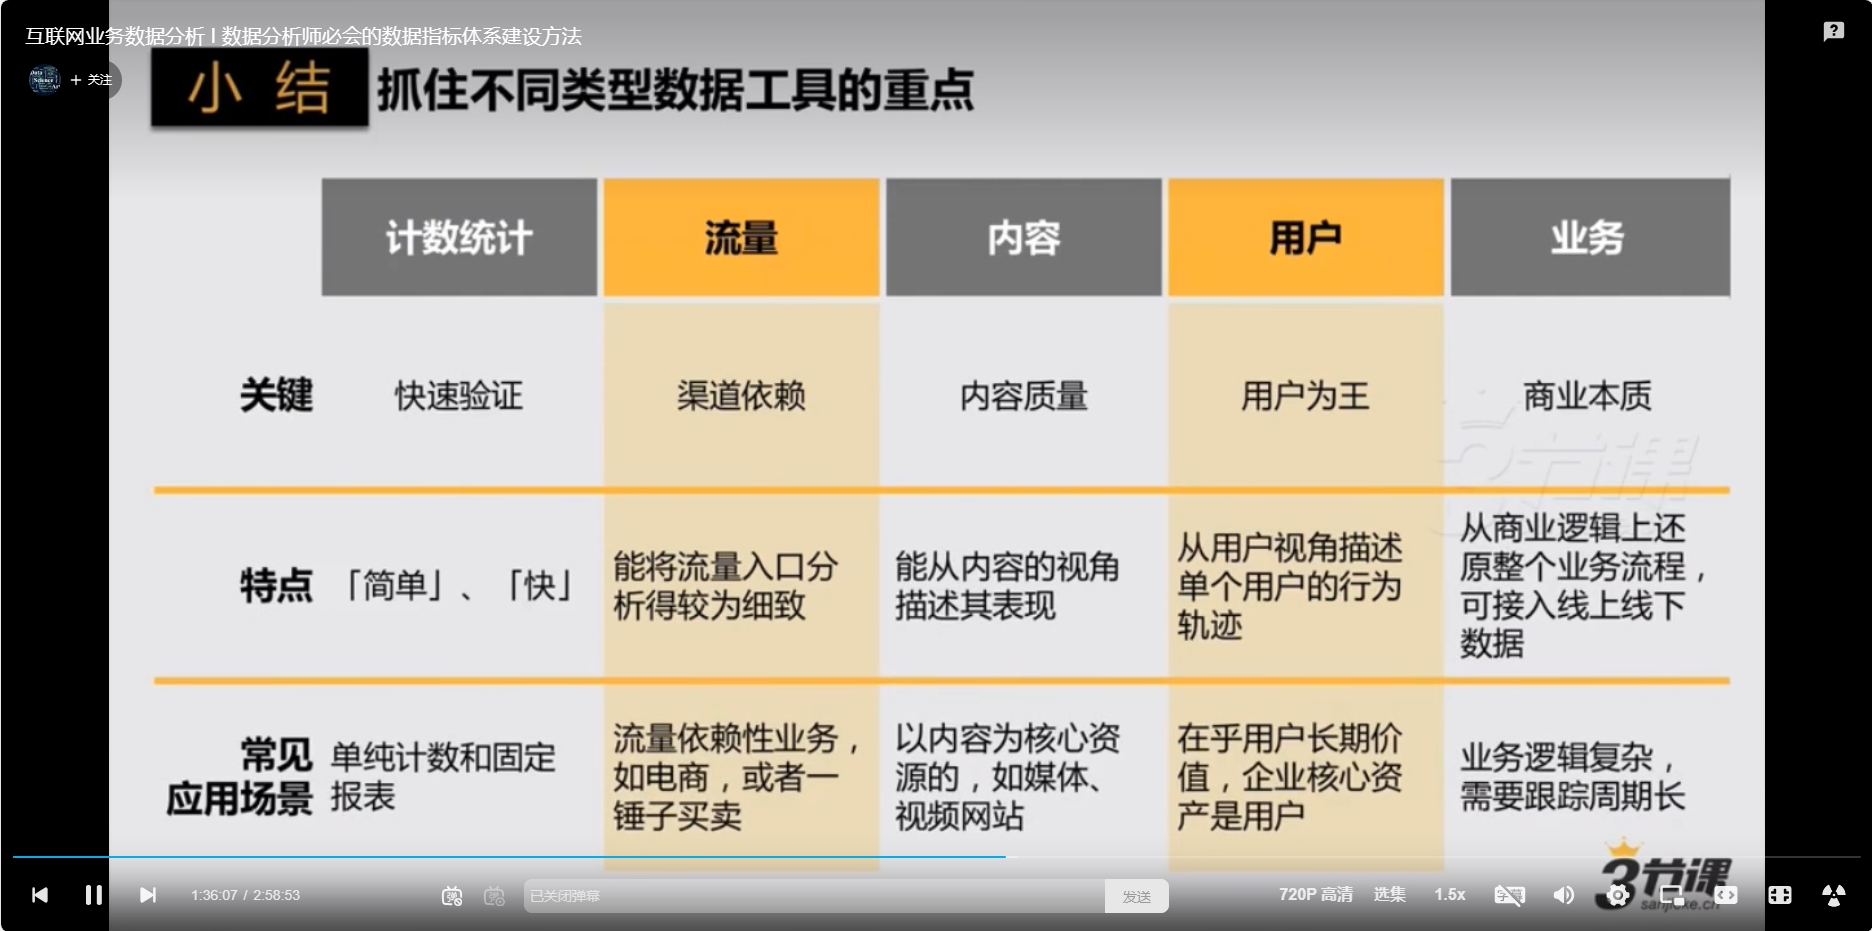 互联网业务数据分析 | 数据分析师必会的数据指标体系建设方法
+ 关注
小 结 抓住不同类型数据工具的重点
计数统计 流量 内容 用户 业务
关键 快速验证 渠道依赖 内容质量 用户为王 商业本质
3节课
特点
「简单」、「快」
能将流量入口分
析得较为细致
能从内容的视角
描述其表现
从用户视角描述
单个用户的行为
轨迹
从商业逻辑上还
原整个业务流程，
可接入线上线下
数据
常见
应用场景
单纯计数和固定
报表
流量依赖性业务，
如电商，或者一
锤子买卖
以内容为核心资
源的，如媒体、
视频网站
在乎用户长期价
值，企业核心资
产是用户
业务逻辑复杂，
需要跟踪周期长
3节课
sanjieke.cn
1:36:07 / 2:58:53
已关闭弹幕
发送
720P 高清
选集
1.5x